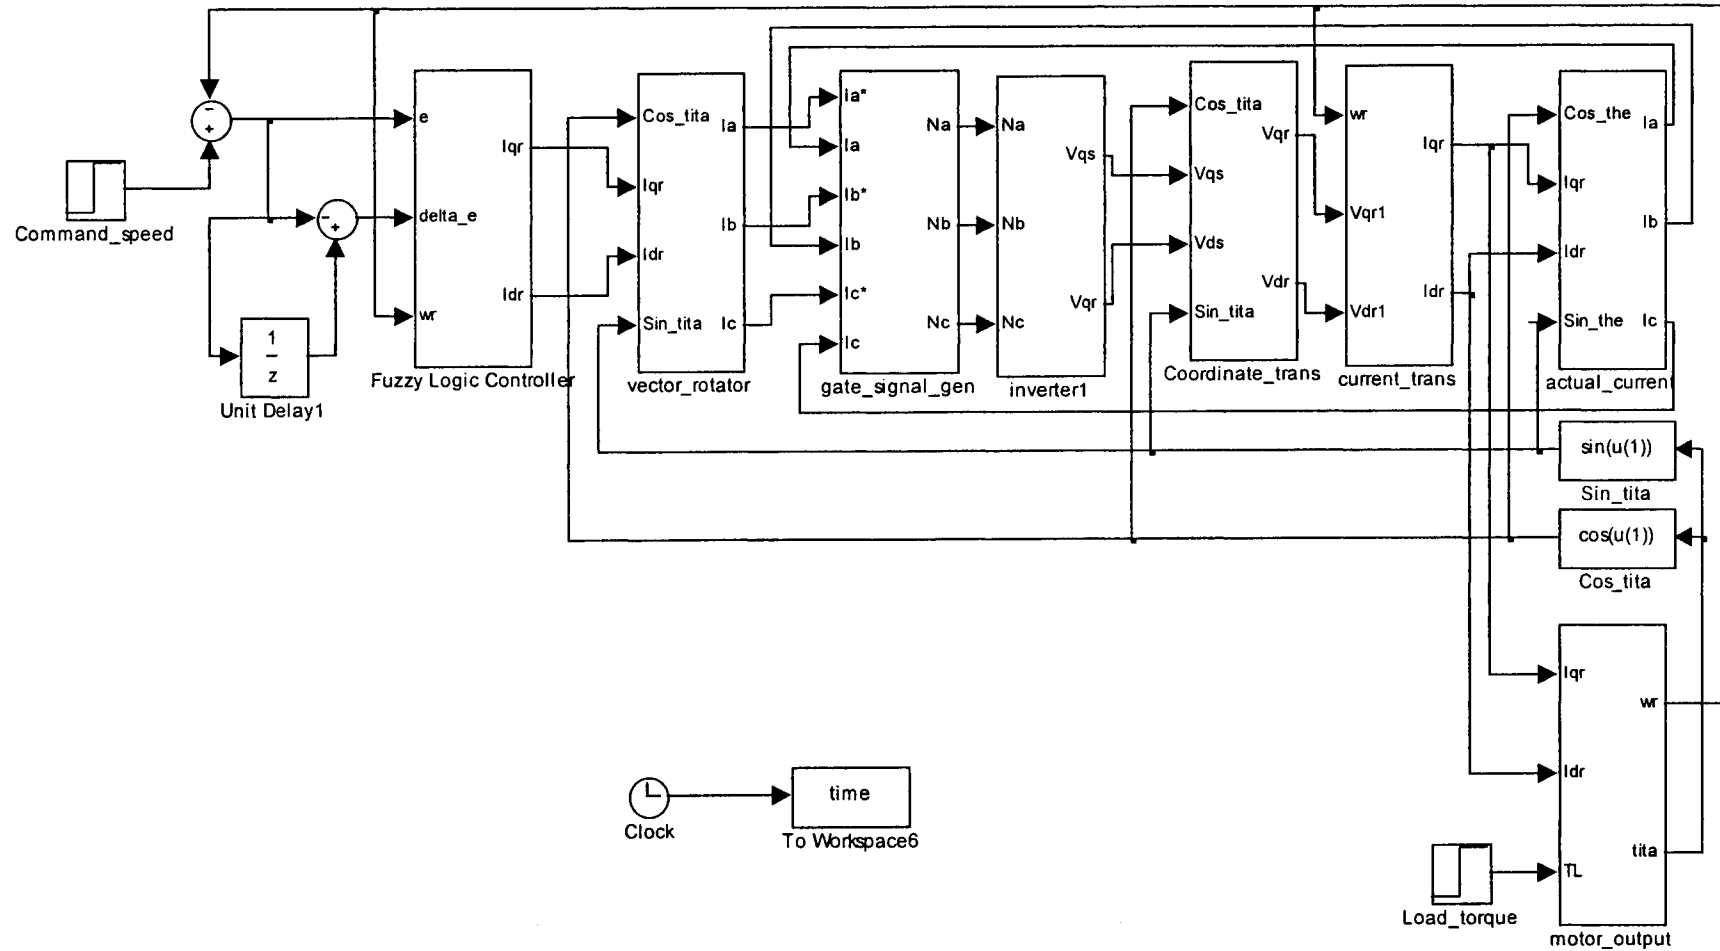 -
+
Command_speed
-
+
1
z
Unit Delay1
e
delta_e
wr
Iqr
Idr
Fuzzy Logic Controller
Cos_tita
Iqr
Idr
Sin_tita
Ia
Ib
Ic
vector_rotator
Ia*
Ia
Ib*
Ib
Ic*
Ic
Na
Nb
Nc
gate_signal_gen
Na
Nb
Nc
Vqs
Vqr
inverter1
Cos_tita
Vqs
Vds
Sin_tita
Vqr
Vdr
Coordinate_trans
wr
Vqr1
Vdr1
Iqr
Idr
current_trans
Cos_the
Iqr
Idr
Sin_the
Ia
Ib
Ic
actual_current
sin(u(1))
Sin_tita
cos(u(1))
Cos_tita
Iqr
Idr
TL
wr
tita
motor_output
Load_torque
Clock
time
To Workspace6